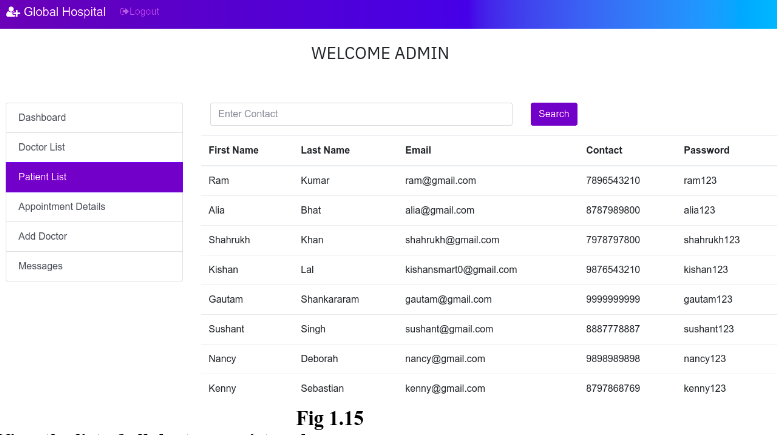 Global Hospital Logout
WELCOME ADMIN
Dashboard
Doctor List
Patient List
Appointment Details
Add Doctor
Messages
Enter Contact Search
First Name Last Name Email Contact Password
Ram Kumar ram@gmail.com 7896543210 ram123
Alia Bhat alia@gmail.com 8787989800 alia123
Shahrukh Khan shahrukh@gmail.com 7978797800 shahrukh123
Kishan Lal kishansmart0@gmail.com 9876543210 kishan123
Gautam Shankararam gautam@gmail.com 9999999999 gautam123
Sushant Singh sushant@gmail.com 8887778887 sushant123
Nancy Deborah nancy@gmail.com 9898989898 nancy123
Kenny Sebastian kenny@gmail.com 8797868769 kenny123
Fig 1.15